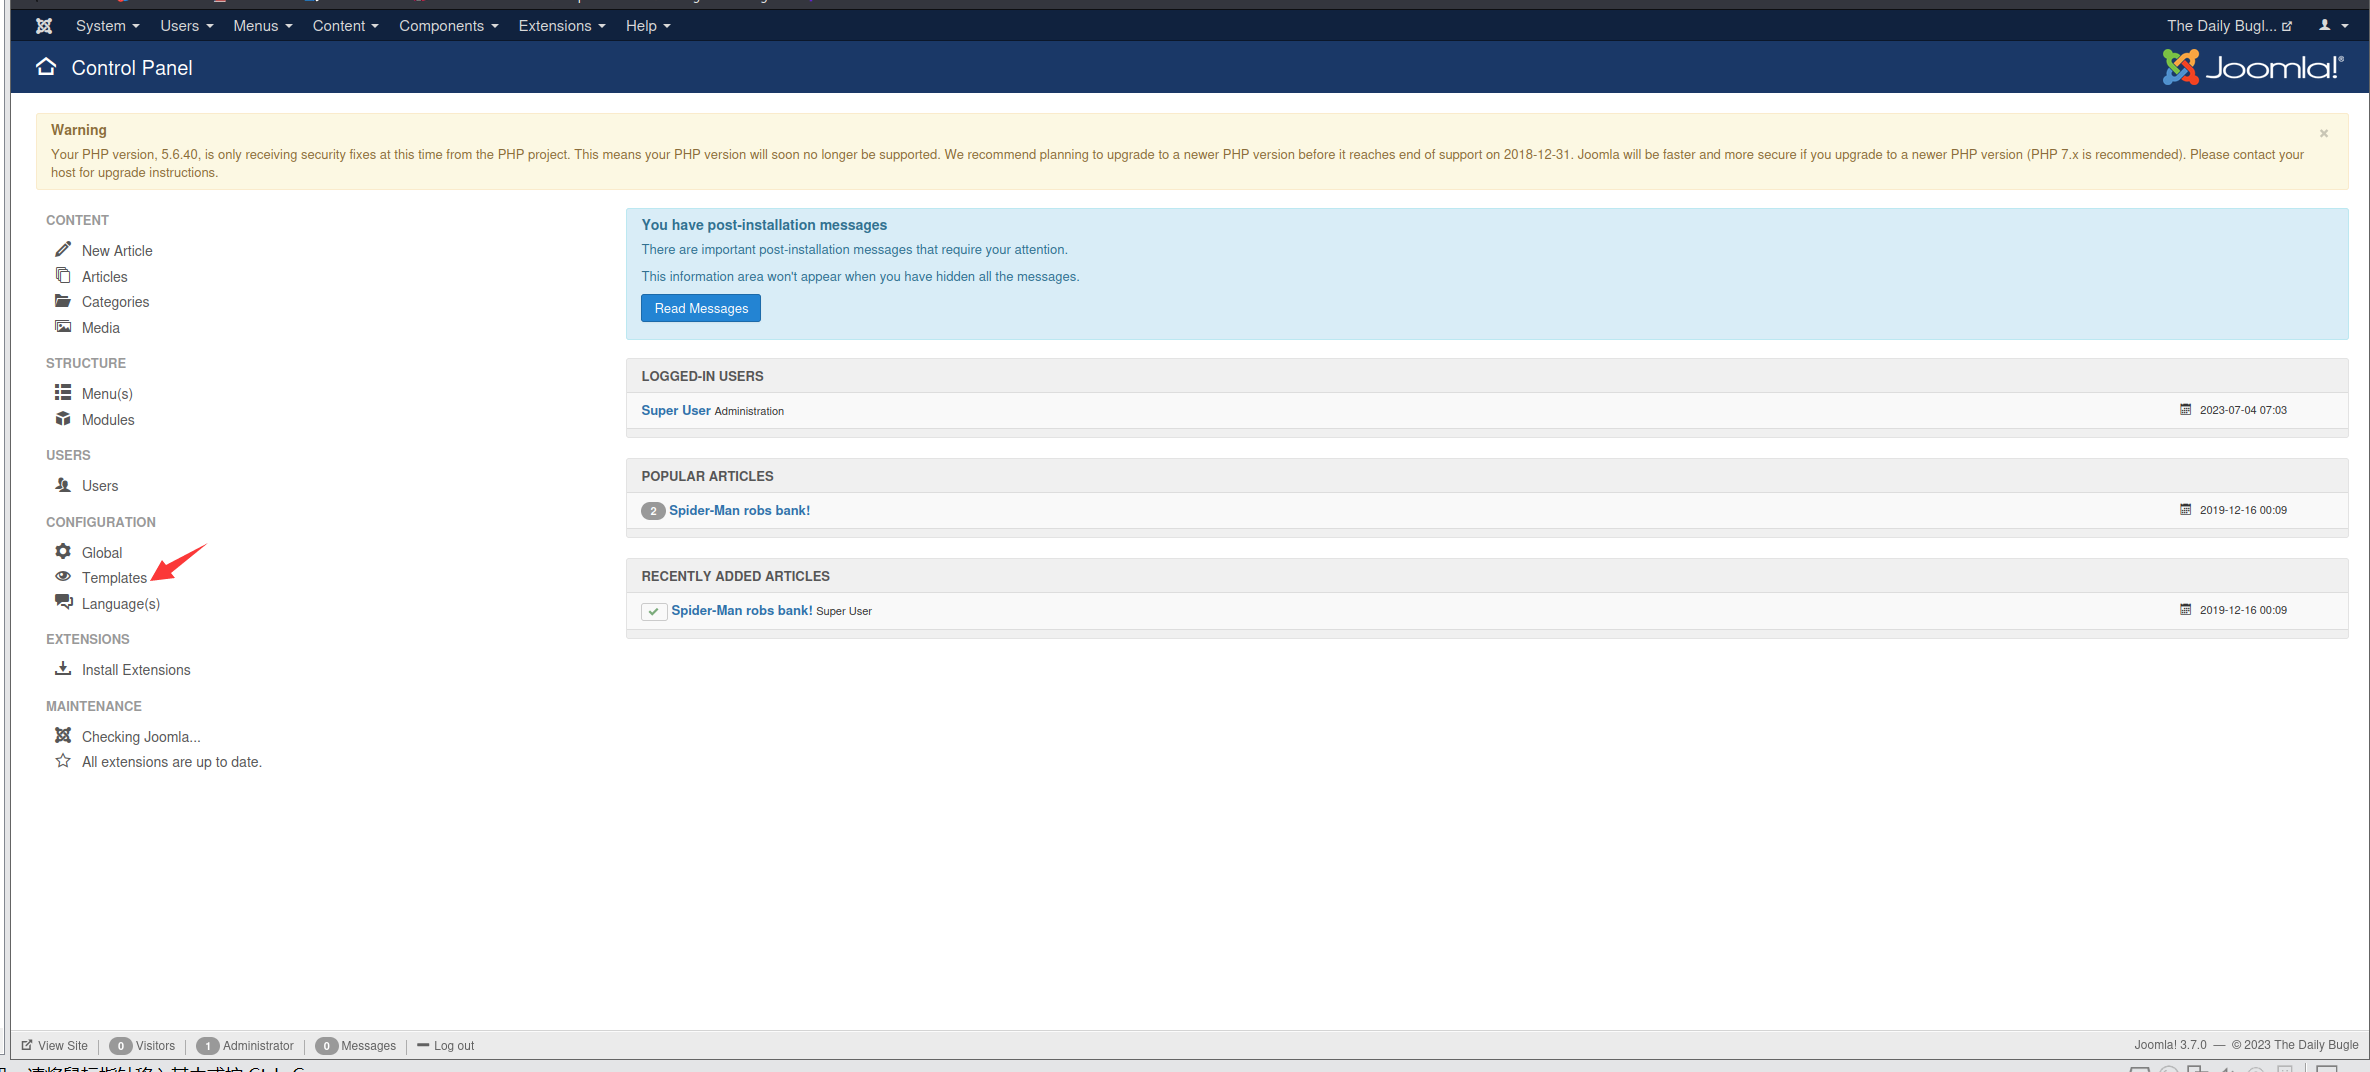 System Users Menus Content Components Extensions Help The Daily Bugl...
Control Panel
Joomla!®
Warning
Your PHP version, 5.6.40, is only receiving security fixes at this time from the PHP project. This means your PHP version will soon no longer be supported. We recommend planning to upgrade to a newer PHP version before it reaches end of support on 2018-12-31. Joomla will be faster and more secure if you upgrade to a newer PHP version (PHP 7.x is recommended). Please contact your
host for upgrade instructions.
CONTENT
New Article
Articles
Categories
Media
STRUCTURE
Menu(s)
Modules
USERS
Users
CONFIGURATION
Global
Templates
Language(s)
EXTENSIONS
Install Extensions
MAINTENANCE
Checking Joomla...
All extensions are up to date.
You have post-installation messages
There are important post-installation messages that require your attention.
This information area won't appear when you have hidden all the messages.
Read Messages
LOGGED-IN USERS
Super User Administration 2023-07-04 07:03
POPULAR ARTICLES
2 Spider-Man robs bank! 2019-12-16 00:09
RECENTLY ADDED ARTICLES
Spider-Man robs bank! Super User 2019-12-16 00:09
View Site 0 Visitors 1 Administrator 0 Messages Log out
Joomla! 3.7.0 — © 2023 The Daily Bugle